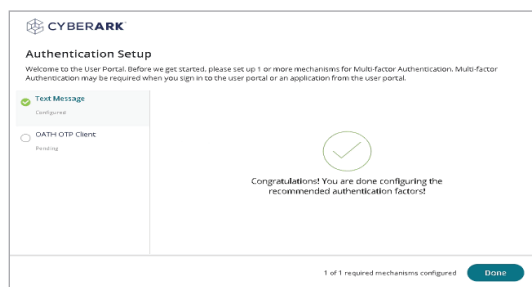 CYBERARK
Authentication Setup
Welcome to the User Portal. Before we get started, please set up 1 or more mechanisms for Multi-factor Authentication. Multi-factor
Authentication may be required when you sign in to the user portal or an application from the user portal.
Text Message
Configured
OATH OTP Client
Pending
Congratulations! You are done configuring the
recommended authentication factors!
1 of 1 required mechanisms configured
Done